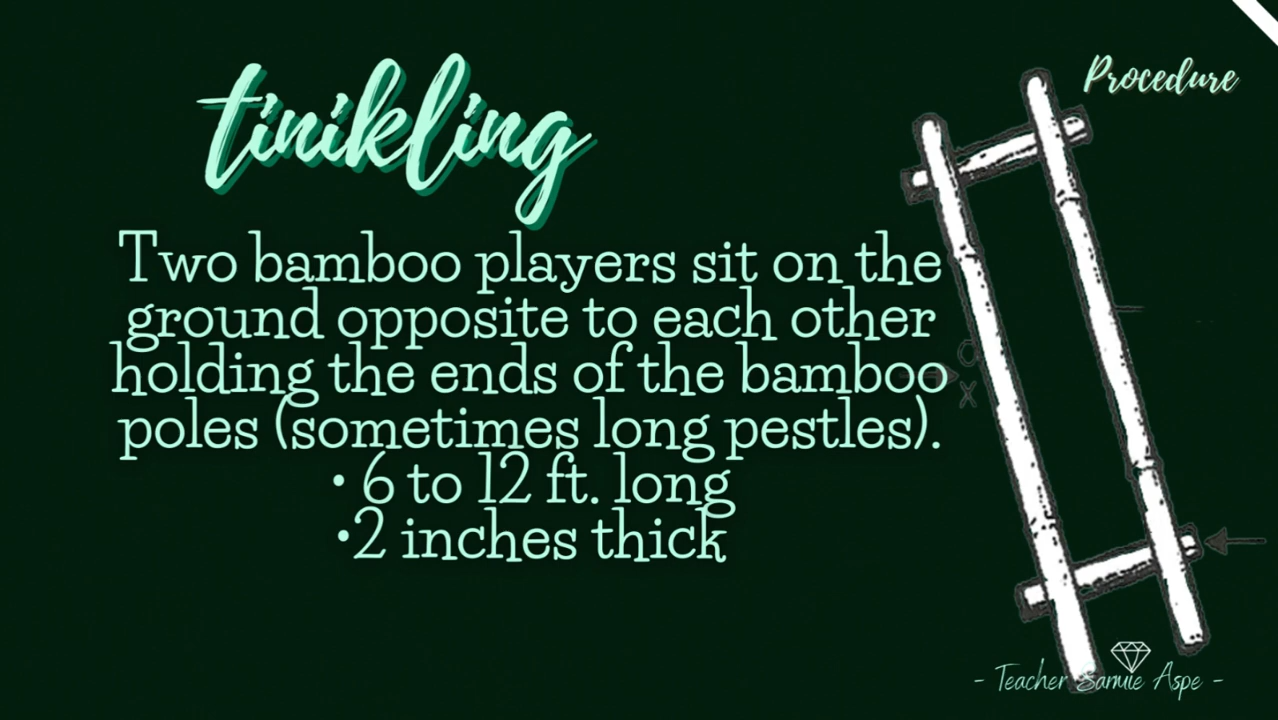 tinikling
Procedure
Two bamboo players sit on the
ground opposite to each other
holding the ends of the bamboo
poles (sometimes long pestles).
• 6 to 12 ft. long
•2 inches thick
O
X
- Teacher Samie Aspe -